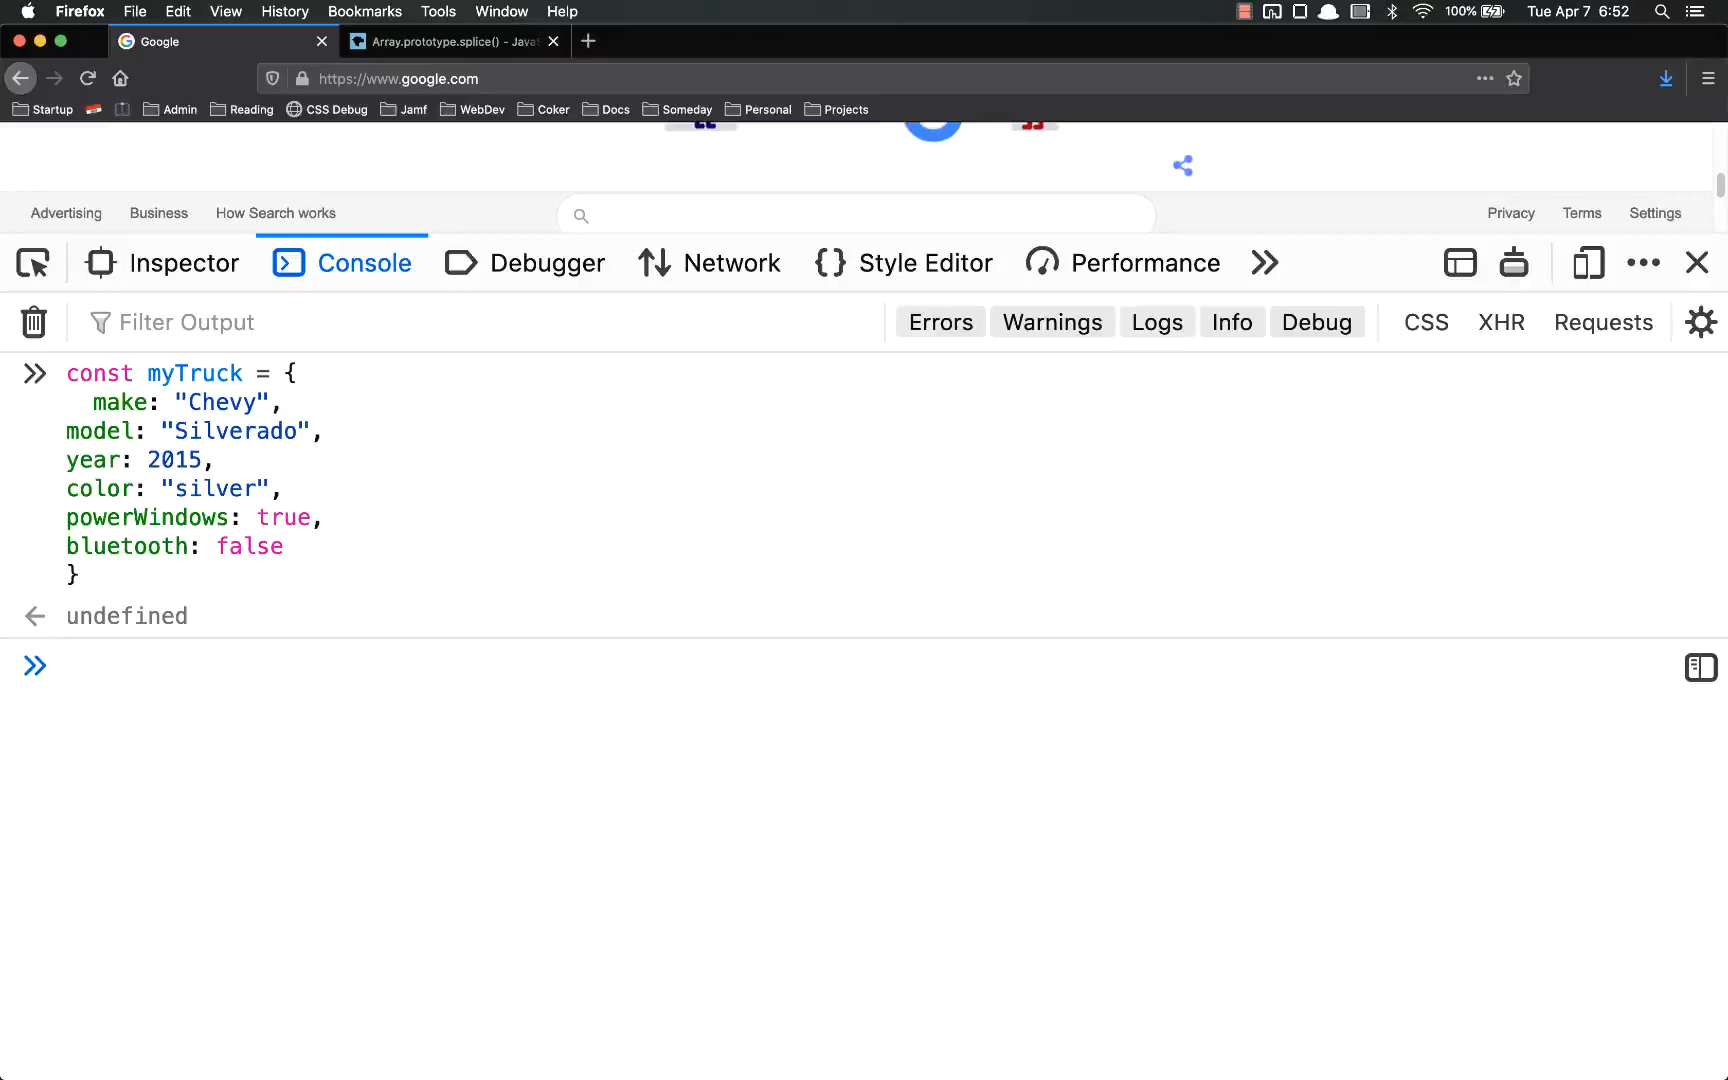 Firefox File Edit View History Bookmarks Tools Window Help 100% Tue Apr 7 6:52
Google Array.prototype.splice() - Java
https://www.google.com
Startup Admin Reading CSS Debug Jamf WebDev Coker Docs Someday Personal Projects
Advertising Business How Search works Privacy Terms Settings
Inspector Console Debugger Network Style Editor Performance
Filter Output Errors Warnings Logs Info Debug CSS XHR Requests
const myTruck = {
make: "Chevy",
model: "Silverado",
year: 2015,
color: "silver",
powerWindows: true,
bluetooth: false
}
undefined